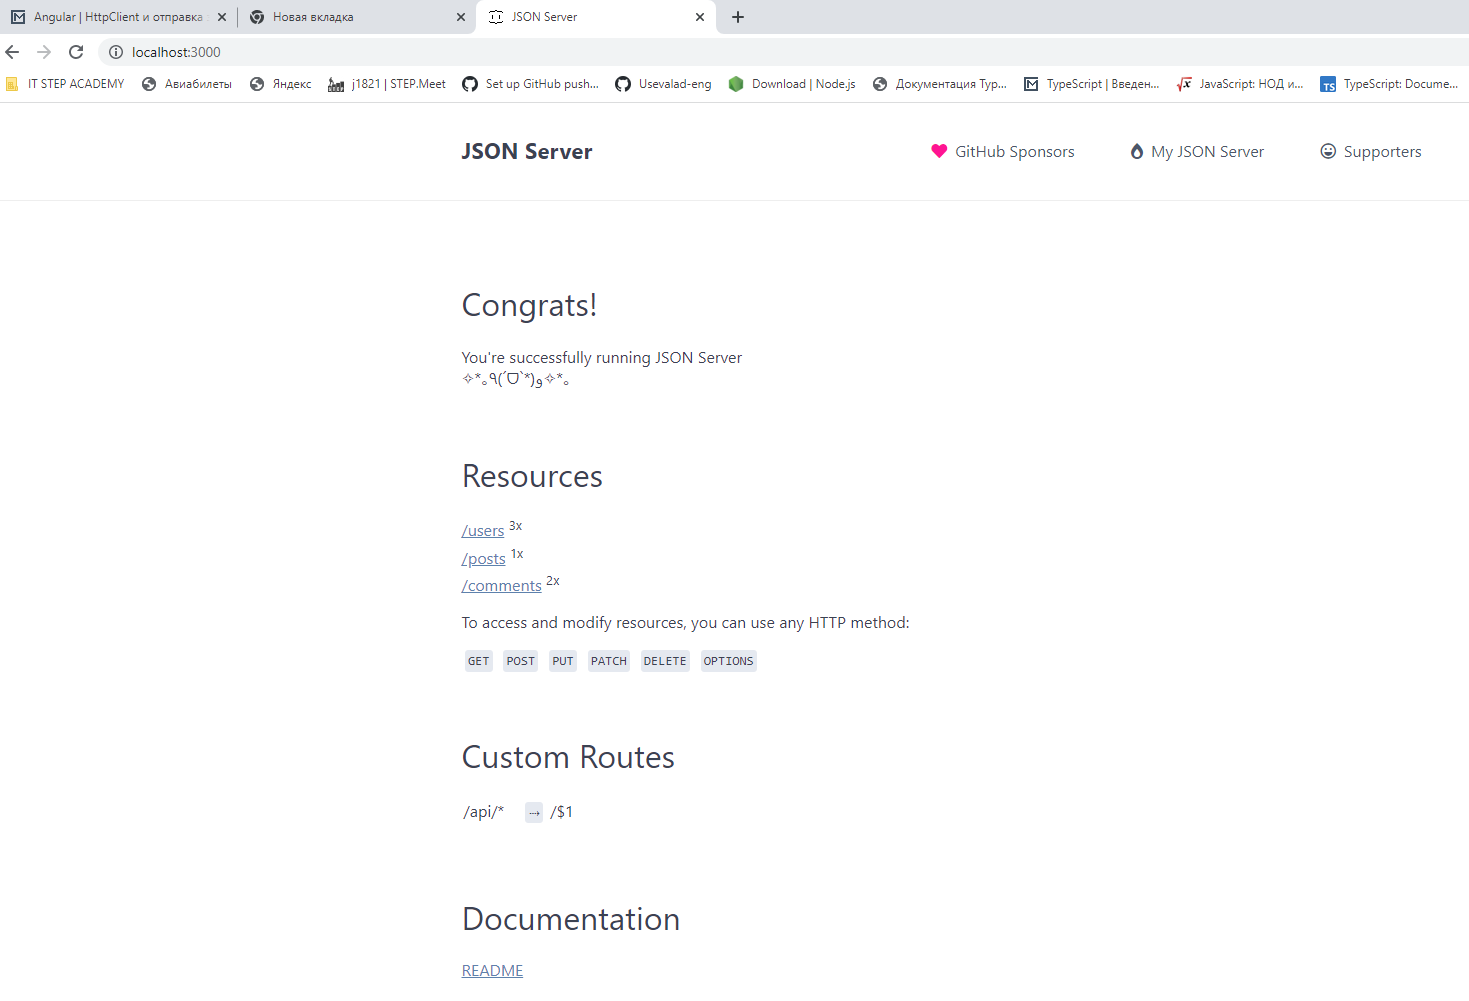 Angular | HttpClient и отправка
Новая вкладка
JSON Server
localhost:3000
IT STEP ACADEMY
Авиабилеты
Яндекс
j1821 | STEP.Meet
Set up GitHub push...
Usevalad-eng
Download | Node.js
Документация Тур...
TypeScript | Введен...
JavaScript: НОД и...
TypeScript: Docume...
JSON Server
GitHub Sponsors
My JSON Server
Supporters
Congrats!
You're successfully running JSON Server
✧*｡٩(ˊᗜˋ*)و✧*｡
Resources
/users 3x
/posts 1x
/comments 2x
To access and modify resources, you can use any HTTP method:
GET POST PUT PATCH DELETE OPTIONS
Custom Routes
/api/* ⇢ /$1
Documentation
README